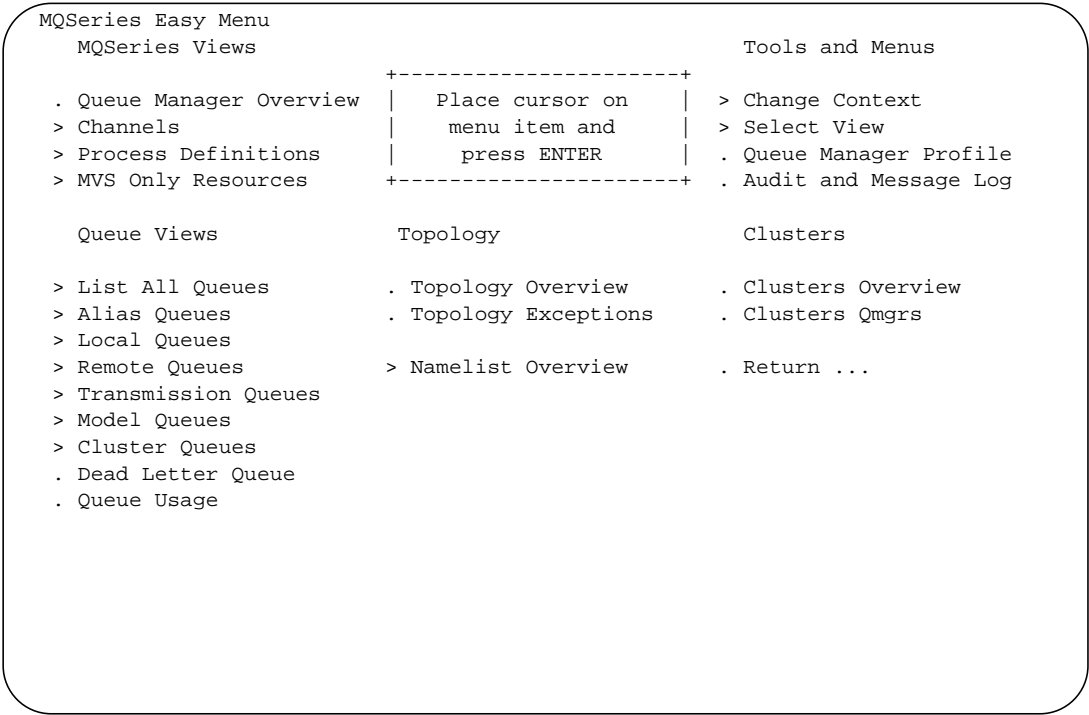 MQSeries Easy Menu
MQSeries Views                                      Tools and Menus
                        +----------------------+
. Queue Manager Overview  |   Place cursor on    |  > Change Context
> Channels                |    menu item and     |  > Select View
> Process Definitions     |     press ENTER      |  . Queue Manager Profile
> MVS Only Resources      +----------------------+  . Audit and Message Log
Queue Views              Topology                   Clusters
> List All Queues         . Topology Overview       . Clusters Overview
> Alias Queues            . Topology Exceptions     . Clusters Qmgrs
> Local Queues
> Remote Queues           > Namelist Overview       . Return ...
> Transmission Queues
> Model Queues
> Cluster Queues
. Dead Letter Queue
. Queue Usage